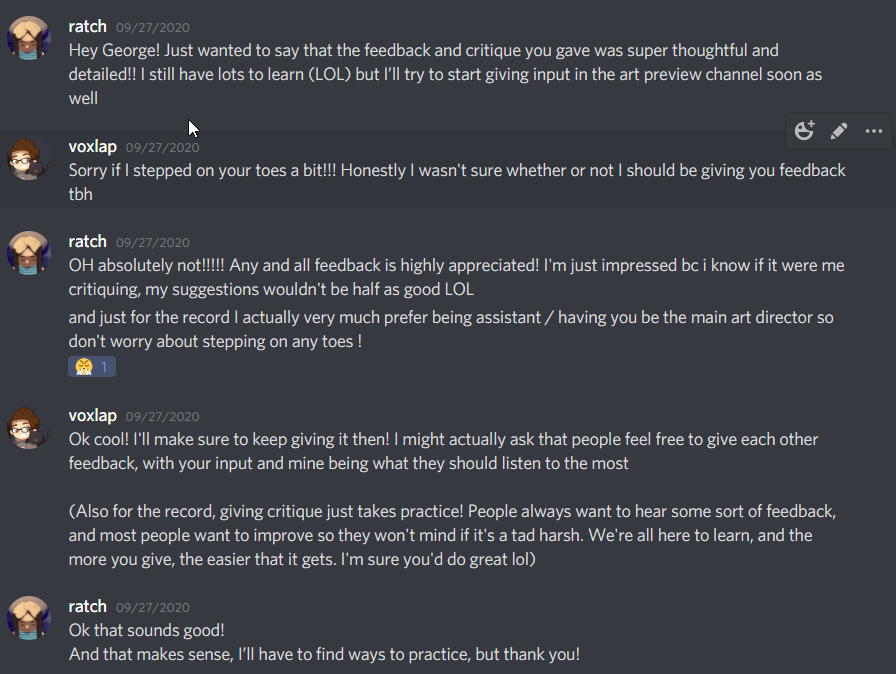 ratch 09/27/2020
Hey George! Just wanted to say that the feedback and critique you gave was super thoughtful and
detailed!! I still have lots to learn (LOL) but I’ll try to start giving input in the art preview channel soon as
well
voxlap 09/27/2020
Sorry if I stepped on your toes a bit!!! Honestly I wasn't sure whether or not I should be giving you feedback
tbh
ratch 09/27/2020
OH absolutely not!!!!! Any and all feedback is highly appreciated! I'm just impressed bc i know if it were me
critiquing, my suggestions wouldn't be half as good LOL
and just for the record I actually very much prefer being assistant / having you be the main art director so
don't worry about stepping on any toes !
1
voxlap 09/27/2020
Ok cool! I'll make sure to keep giving it then! I might actually ask that people feel free to give each other
feedback, with your input and mine being what they should listen to the most
(Also for the record, giving critique just takes practice! People always want to hear some sort of feedback,
and most people want to improve so they won't mind if it's a tad harsh. We're all here to learn, and the
more you give, the easier that it gets. I'm sure you'd do great lol)
ratch 09/27/2020
Ok that sounds good!
And that makes sense, I’ll have to find ways to practice, but thank you!